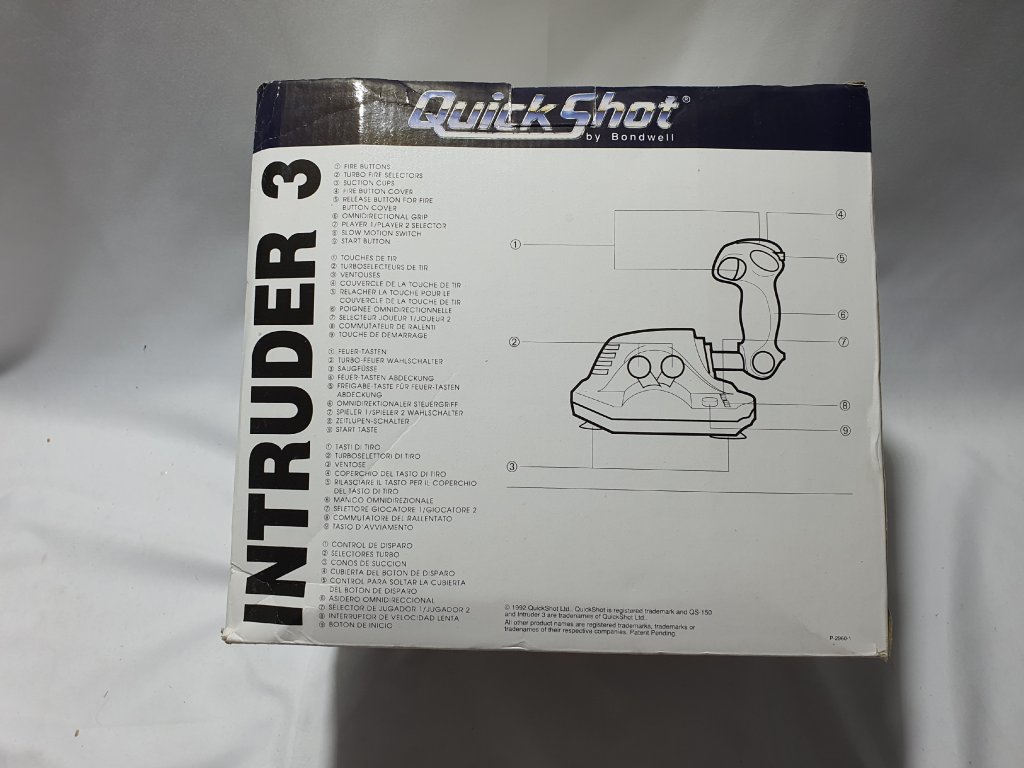 QuickShot®
by Bondwell
INTRUDER 3
① FIRE BUTTONS
② TURBO FIRE SELECTORS
③ SUCTION CUPS
④ FIRE BUTTON COVER
⑤ RELEASE BUTTON FOR FIRE
BUTTON COVER
⑥ OMNIDIRECTIONAL GRIP
⑦ PLAYER 1/PLAYER 2 SELECTOR
⑧ SLOW MOTION SWITCH
⑨ START BUTTON
① TOUCHES DE TIR
② TURBOSELECTEURS DE TIR
③ VENTOUSES
④ COUVERCLE DE LA TOUCHE DE TIR
⑤ RELACHER LA TOUCHE POUR LE
COUVERCLE DE LA TOUCHE DE TIR
⑥ POIGNEE OMNIDIRECTIONNELLE
⑦ SELECTEUR JOUEUR 1/JOUEUR 2
⑧ COMMUTATEUR DE RALENTI
⑨ TOUCHE DE DEMARRAGE
① FEUER-TASTEN
② TURBO-FEUER WAHLSCHALTER
③ SAUGFÜSSE
④ FEUER-TASTEN ABDECKUNG
⑤ FREIGABE-TASTE FÜR FEUER-TASTEN
ABDECKUNG
⑥ OMNIDIREKTIONALER STEUERGRIFF
⑦ SPIELER 1/SPIELER 2 WAHLSCHALTER
⑧ ZEITLUPEN-SCHALTER
⑨ START TASTE
① TASTI DI TIRO
② TURBOSELETTORI DI TIRO
③ VENTOSE
④ COPERCHIO DEL TASTO DI TIRO
⑤ RILASCIARE IL TASTO PER IL COPERCHIO
DEL TASTO DI TIRO
⑥ MANICO OMNIDIREZIONALE
⑦ SELETTORE GIOCATORE 1/GIOCATORE 2
⑧ COMMUTATORE DEL RALLENTATO
⑨ TASTO D'AVVIAMENTO
① CONTROL DE DISPARO
② SELECTORES TURBO
③ CONOS DE SUCCION
④ CUBIERTA DEL BOTON DE DISPARO
⑤ CONTROL PARA SOLTAR LA CUBIERTA
DEL BOTON DE DISPARO
⑥ ASIDERO OMNIDIRECCIONAL
⑦ SELECTOR DE JUGADOR 1/JUGADOR 2
⑧ INTERRUPTOR DE VELOCIDAD LENTA
⑨ BOTON DE INICIO
①
④
⑤
⑥
②
⑦
⑧
⑨
③
© 1992 QuickShot Ltd.. QuickShot is registered trademark and QS-150
and Intruder 3 are trademarks of QuickShot Ltd.
All other product names are registered trademarks, trademarks or
tradenames of their respective companies. Patent Pending.
P-2960-1